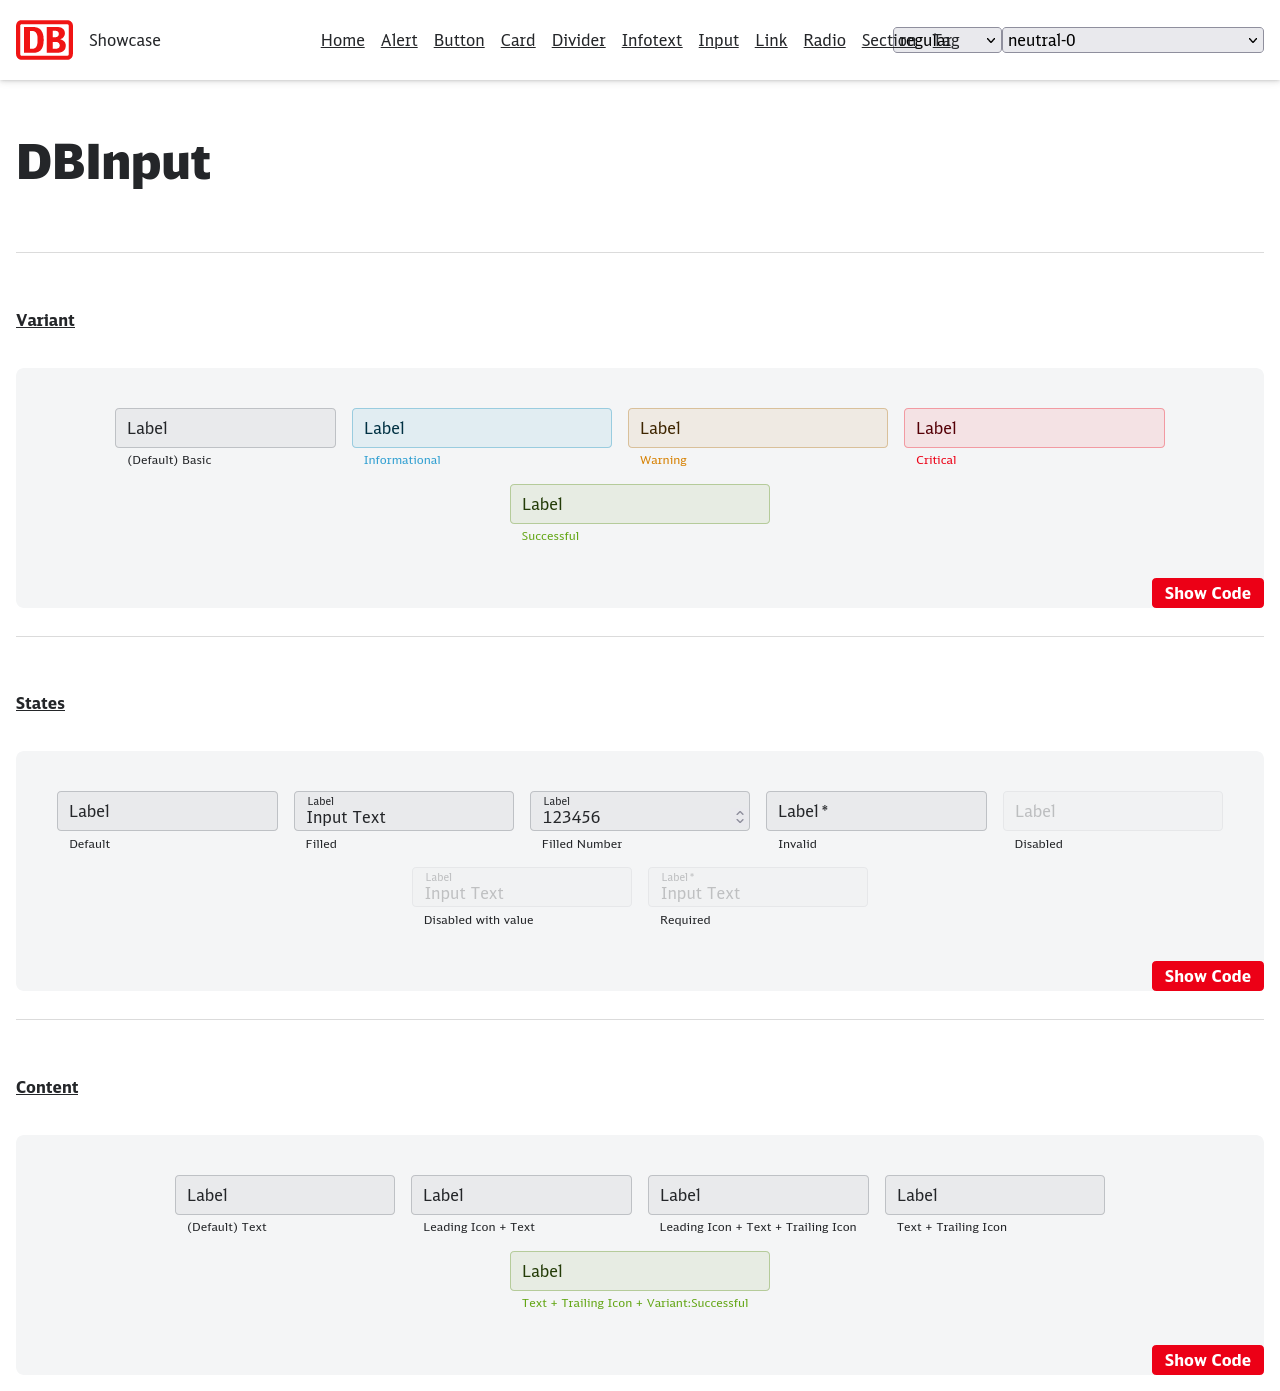 DB Showcase Home Alert Button Card Divider Infotext Input Link Radio Section Tag regular neutral-0
DBInput
Variant
Label Label Label Label
(Default) Basic Informational Warning Critical
Label
Successful
Show Code
States
Label Label Label Label * Label
Input Text 123456
Default Filled Filled Number Invalid Disabled
Label Label *
Input Text Input Text
Disabled with value Required
Show Code
Content
Label Label Label Label
(Default) Text Leading Icon + Text Leading Icon + Text + Trailing Icon Text + Trailing Icon
Label
Text + Trailing Icon + Variant:Successful
Show Code